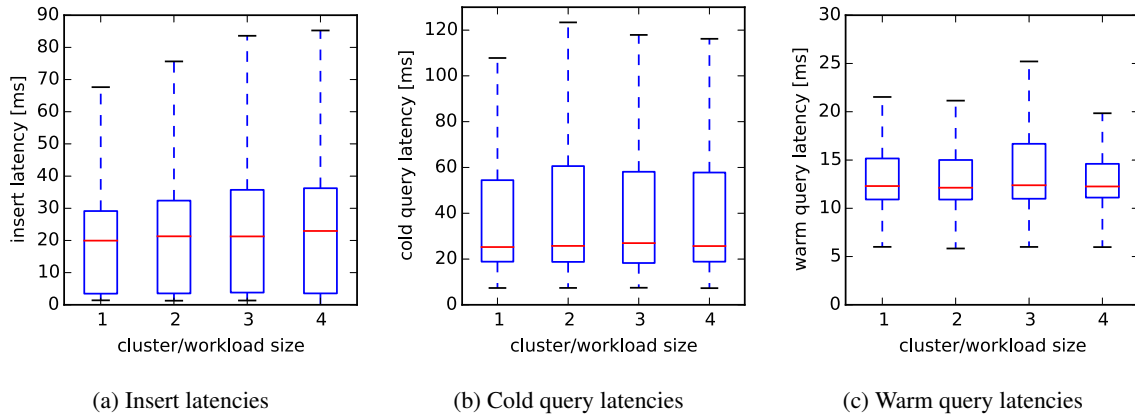 90
80
70
60
50
40
30
20
10
0
insert latency [ms]
1 2 3 4
cluster/workload size
(a) Insert latencies
120
100
80
60
40
20
0
cold query latency [ms]
1 2 3 4
cluster/workload size
(b) Cold query latencies
30
25
20
15
10
5
0
warm query latency [ms]
1 2 3 4
cluster/workload size
(c) Warm query latencies